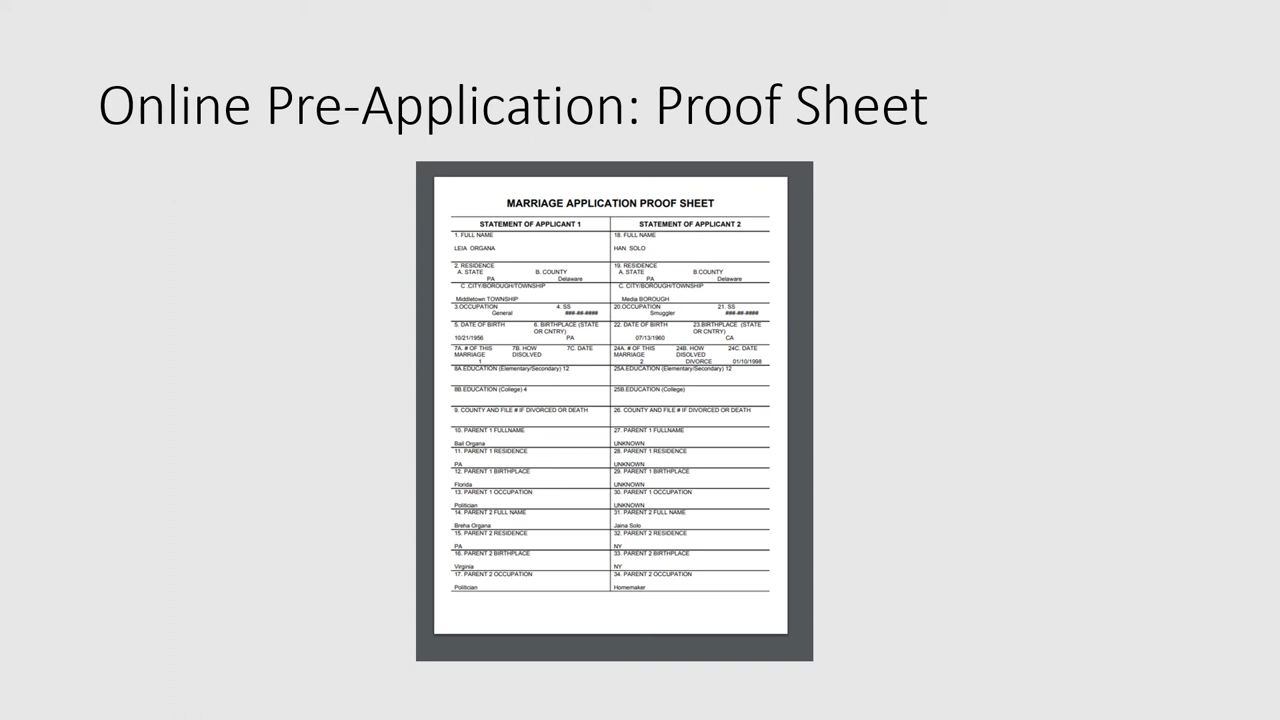 Online Pre-Application: Proof Sheet
MARRIAGE APPLICATION PROOF SHEET
STATEMENT OF APPLICANT 1
1. FULL NAME
LEIA ORGANA
2. RESIDENCE
A. STATE B. COUNTY
PA Delaware
C .CITY/BOROUGH/TOWNSHIP
Middletown TOWNSHIP
3.OCCUPATION 4. SS
General ###-##-####
5. DATE OF BIRTH 6. BIRTHPLACE (STATE
OR CNTRY)
10/21/1956 PA
7A. # OF THIS 7B. HOW 7C. DATE
MARRIAGE DISOLVED
1
8A.EDUCATION (Elementary/Secondary) 12
8B.EDUCATION (College) 4
9. COUNTY AND FILE # IF DIVORCED OR DEATH
10. PARENT 1 FULLNAME
Bail Organa
11. PARENT 1 RESIDENCE
PA
12. PARENT 1 BIRTHPLACE
Florida
13. PARENT 1 OCCUPATION
Politician
14. PARENT 2 FULL NAME
Breha Organa
15. PARENT 2 RESIDENCE
PA
16. PARENT 2 BIRTHPLACE
Virginia
17. PARENT 2 OCCUPATION
Politician
STATEMENT OF APPLICANT 2
18. FULL NAME
HAN SOLO
19. RESIDENCE
A. STATE B.COUNTY
PA Delaware
C. CITY/BOROUGH/TOWNSHIP
Media BOROUGH
20.OCCUPATION 21. SS
Smuggler ###-##-####
22. DATE OF BIRTH 23.BIRTHPLACE (STATE
OR CNTRY)
07/13/1960 CA
24A. # OF THIS 24B. HOW 24C. DATE
MARRIAGE DISOLVED
2 DIVORCE 01/10/1998
25A.EDUCATION (Elementary/Secondary) 12
25B.EDUCATION (College)
26. COUNTY AND FILE # IF DIVORCED OR DEATH
27. PARENT 1 FULLNAME
UNKNOWN
28. PARENT 1 RESIDENCE
UNKNOWN
29. PARENT 1 BIRTHPLACE
UNKNOWN
30. PARENT 1 OCCUPATION
UNKNOWN
31. PARENT 2 FULL NAME
Jaina Solo
32. PARENT 2 RESIDENCE
NY
33. PARENT 2 BIRTHPLACE
NY
34. PARENT 2 OCCUPATION
Homemaker